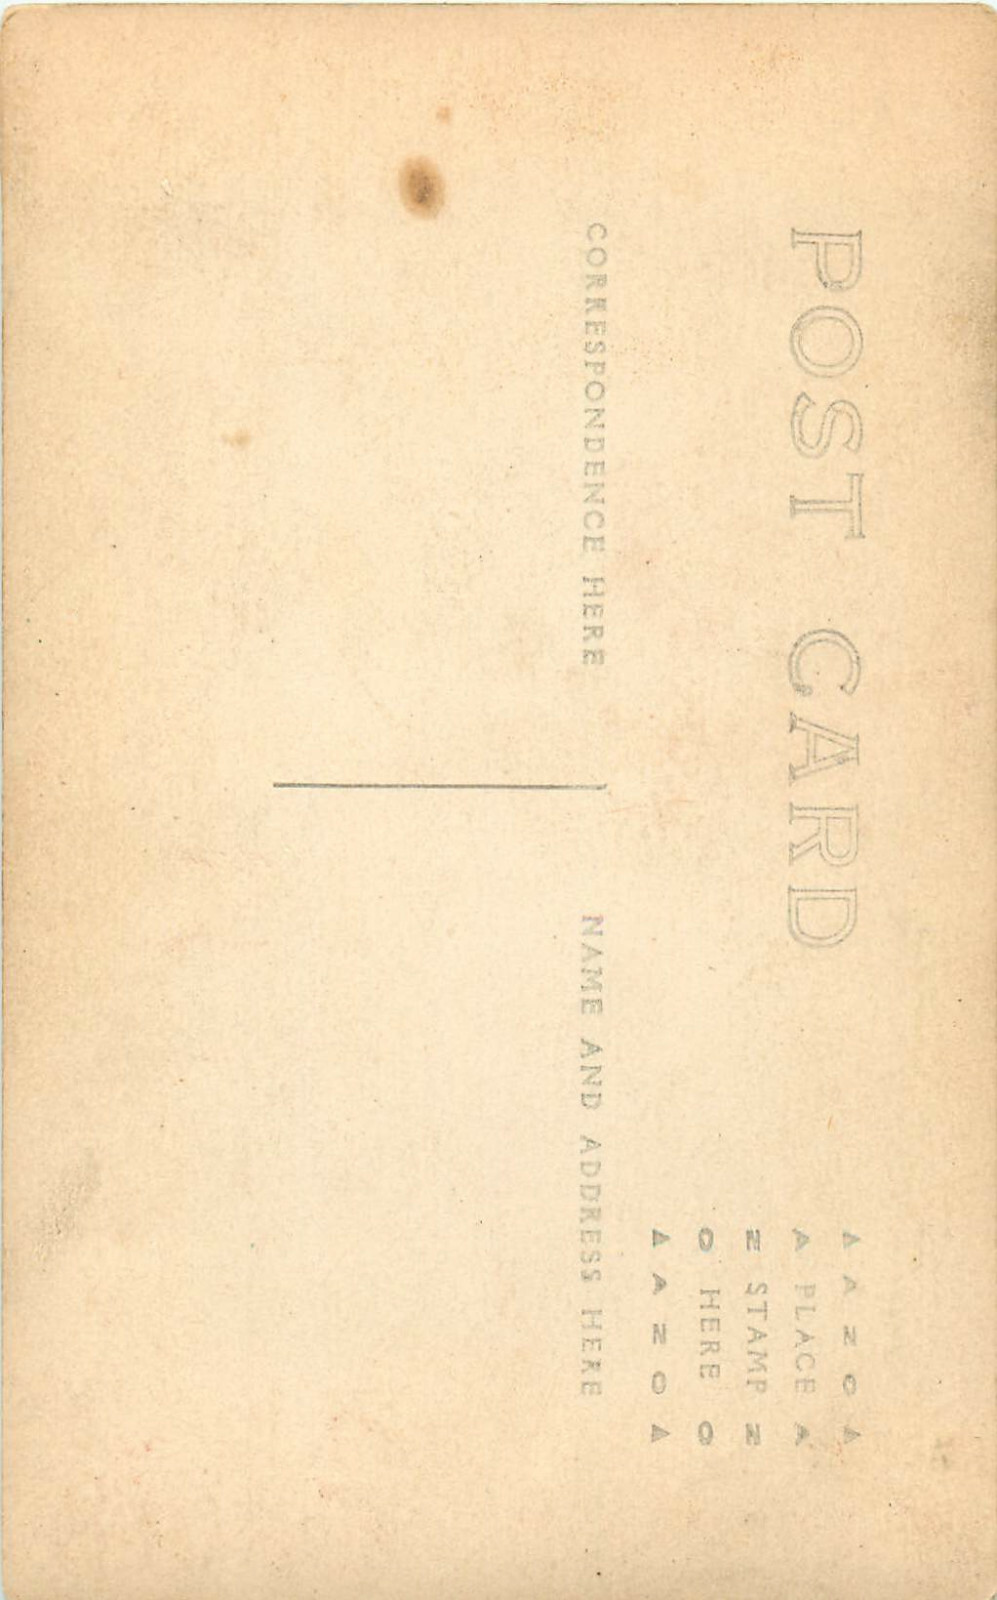 POST CARD
CORRESPONDENCE HERE
NAME AND ADDRESS HERE
▲ A Z O ▲
A PLACE A
Z STAMP Z
O HERE O
▲ A Z O ▲